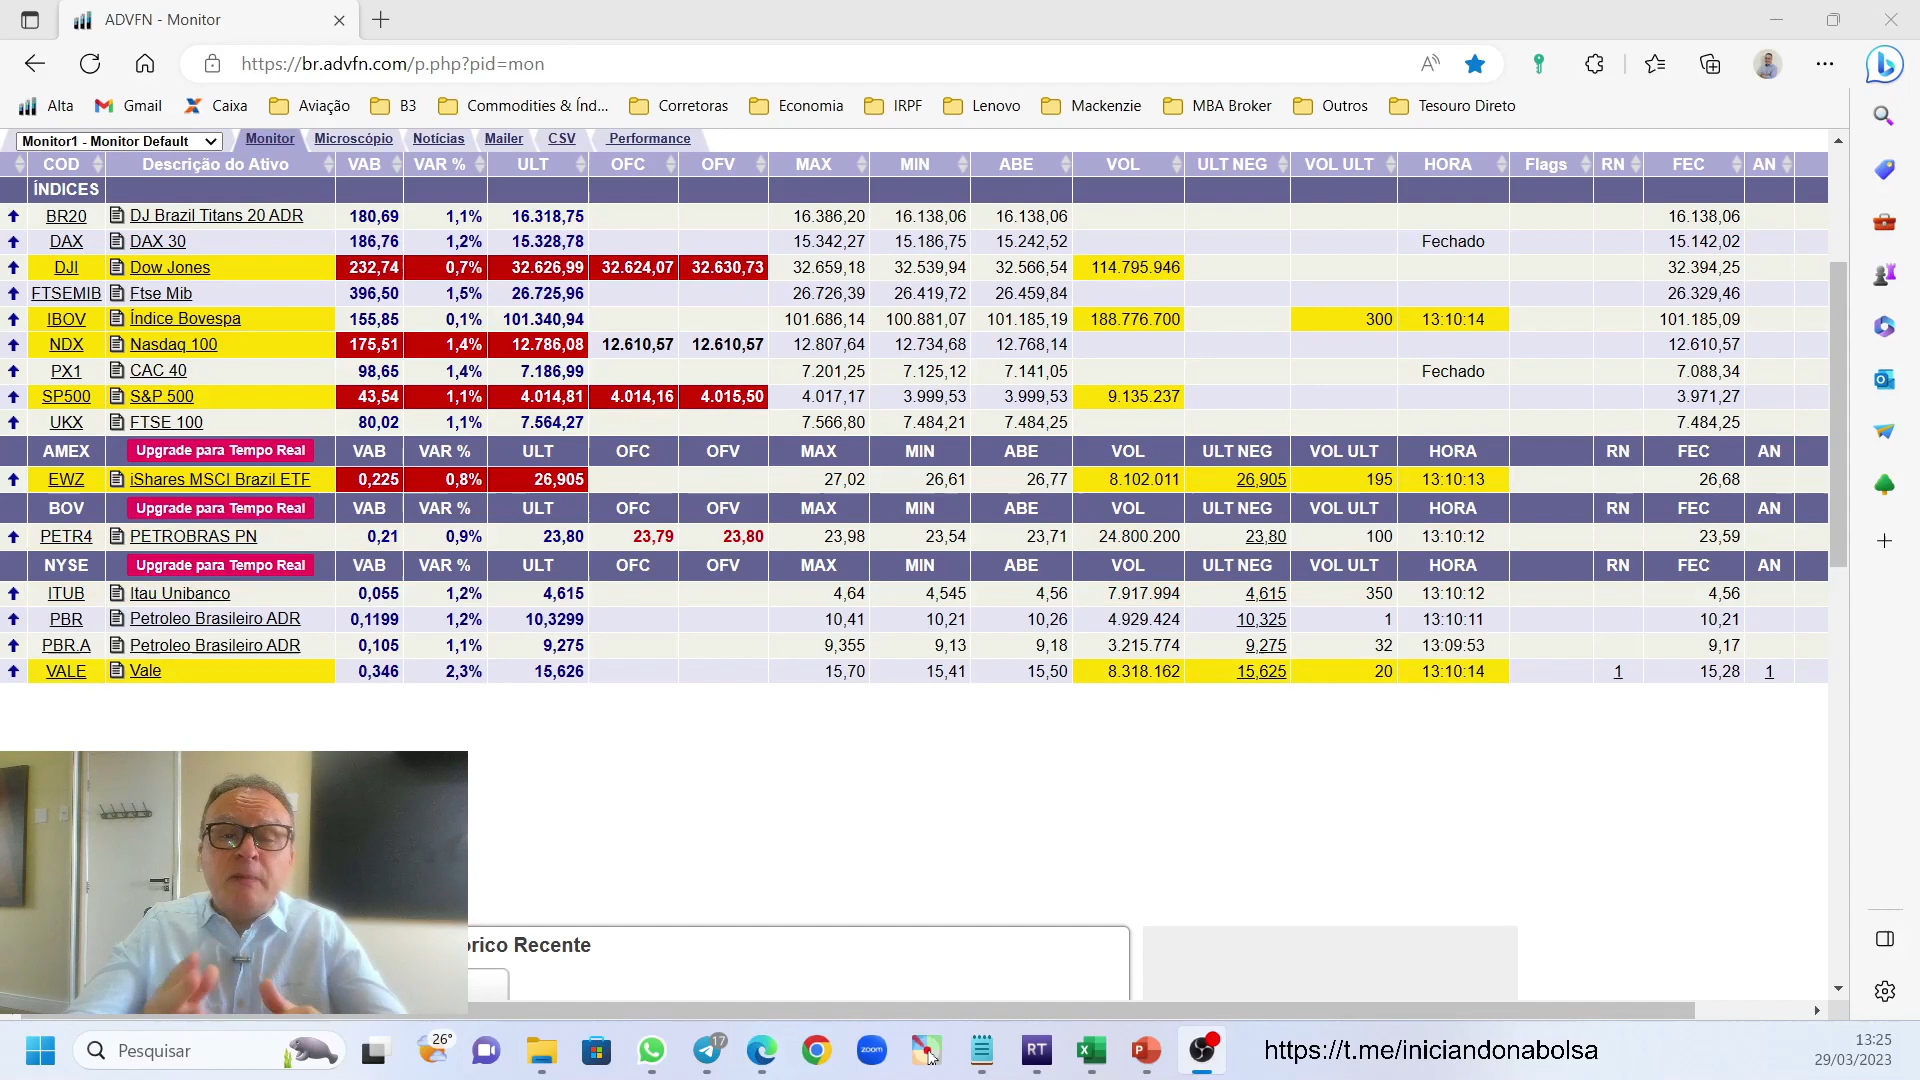 ADVFN - Monitor
https://br.advfn.com/p.php?pid=mon
Alta Gmail Caixa Aviação B3 Commodities & Índ... Corretoras Economia IRPF Lenovo Mackenzie MBA Broker Outros Tesouro Direto
Monitor1 - Monitor Default Monitor Microscópio Notícias Mailer CSV Performance
COD Descrição do Ativo VAB VAR % ULT OFC OFV MAX MIN ABE VOL ULT NEG VOL ULT HORA Flags RN FEC AN
ÍNDICES
BR20 DJ Brazil Titans 20 ADR 180,69 1,1% 16.318,75 16.386,20 16.138,06 16.138,06 16.138,06
DAX DAX 30 186,76 1,2% 15.328,78 15.342,27 15.186,75 15.242,52 Fechado 15.142,02
DJI Dow Jones 232,74 0,7% 32.626,99 32.624,07 32.630,73 32.659,18 32.539,94 32.566,54 114.795.946 32.394,25
FTSEMIB Ftse Mib 396,50 1,5% 26.725,96 26.726,39 26.419,72 26.459,84 26.329,46
IBOV Índice Bovespa 155,85 0,1% 101.340,94 101.686,14 100.881,07 101.185,19 188.776.700 300 13:10:14 101.185,09
NDX Nasdaq 100 175,51 1,4% 12.786,08 12.610,57 12.610,57 12.807,64 12.734,68 12.768,14 12.610,57
PX1 CAC 40 98,65 1,4% 7.186,99 7.201,25 7.125,12 7.141,05 Fechado 7.088,34
SP500 S&P 500 43,54 1,1% 4.014,81 4.014,16 4.015,50 4.017,17 3.999,53 3.999,53 9.135.237 3.971,27
UKX FTSE 100 80,02 1,1% 7.564,27 7.566,80 7.484,21 7.484,25 7.484,25
AMEX Upgrade para Tempo Real VAB VAR % ULT OFC OFV MAX MIN ABE VOL ULT NEG VOL ULT HORA RN FEC AN
EWZ iShares MSCI Brazil ETF 0,225 0,8% 26,905 27,02 26,61 26,77 8.102.011 26,905 195 13:10:13 26,68
BOV Upgrade para Tempo Real VAB VAR % ULT OFC OFV MAX MIN ABE VOL ULT NEG VOL ULT HORA RN FEC AN
PETR4 PETROBRAS PN 0,21 0,9% 23,80 23,79 23,80 23,98 23,54 23,71 24.800.200 23,80 100 13:10:12 23,59
NYSE Upgrade para Tempo Real VAB VAR % ULT OFC OFV MAX MIN ABE VOL ULT NEG VOL ULT HORA RN FEC AN
ITUB Itau Unibanco 0,055 1,2% 4,615 4,64 4,545 4,56 7.917.994 4,615 350 13:10:12 4,56
PBR Petroleo Brasileiro ADR 0,1199 1,2% 10,3299 10,41 10,21 10,26 4.929.424 10,325 1 13:10:11 10,21
PBR.A Petroleo Brasileiro ADR 0,105 1,1% 9,275 9,355 9,13 9,18 3.215.774 9,275 32 13:09:53 9,17
VALE Vale 0,346 2,3% 15,626 15,70 15,41 15,50 8.318.162 15,625 20 13:10:14 1 15,28 1
órico Recente
Pesquisar 26° 17 zoom RT https://t.me/iniciandonabolsa 13:25
29/03/2023